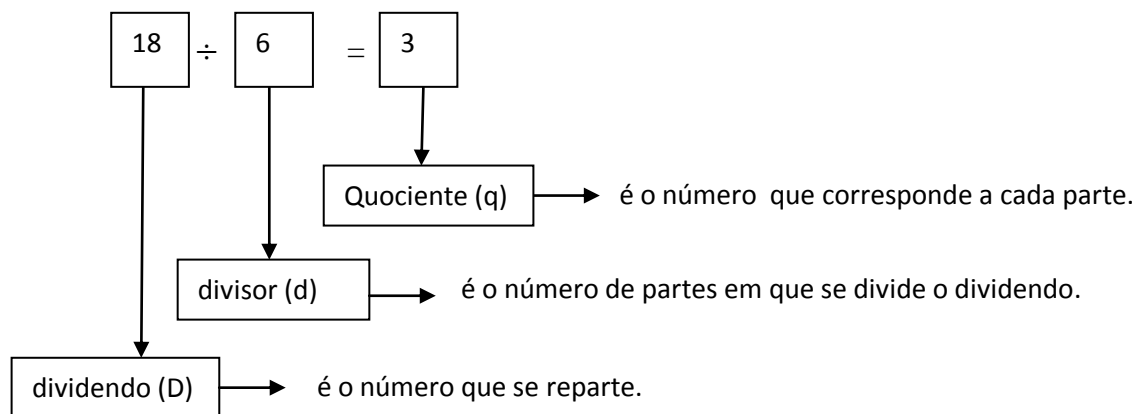 18 ÷ 6 = 3
Quociente (q) é o número que corresponde a cada parte.
divisor (d) é o número de partes em que se divide o dividendo.
dividendo (D) é o número que se reparte.